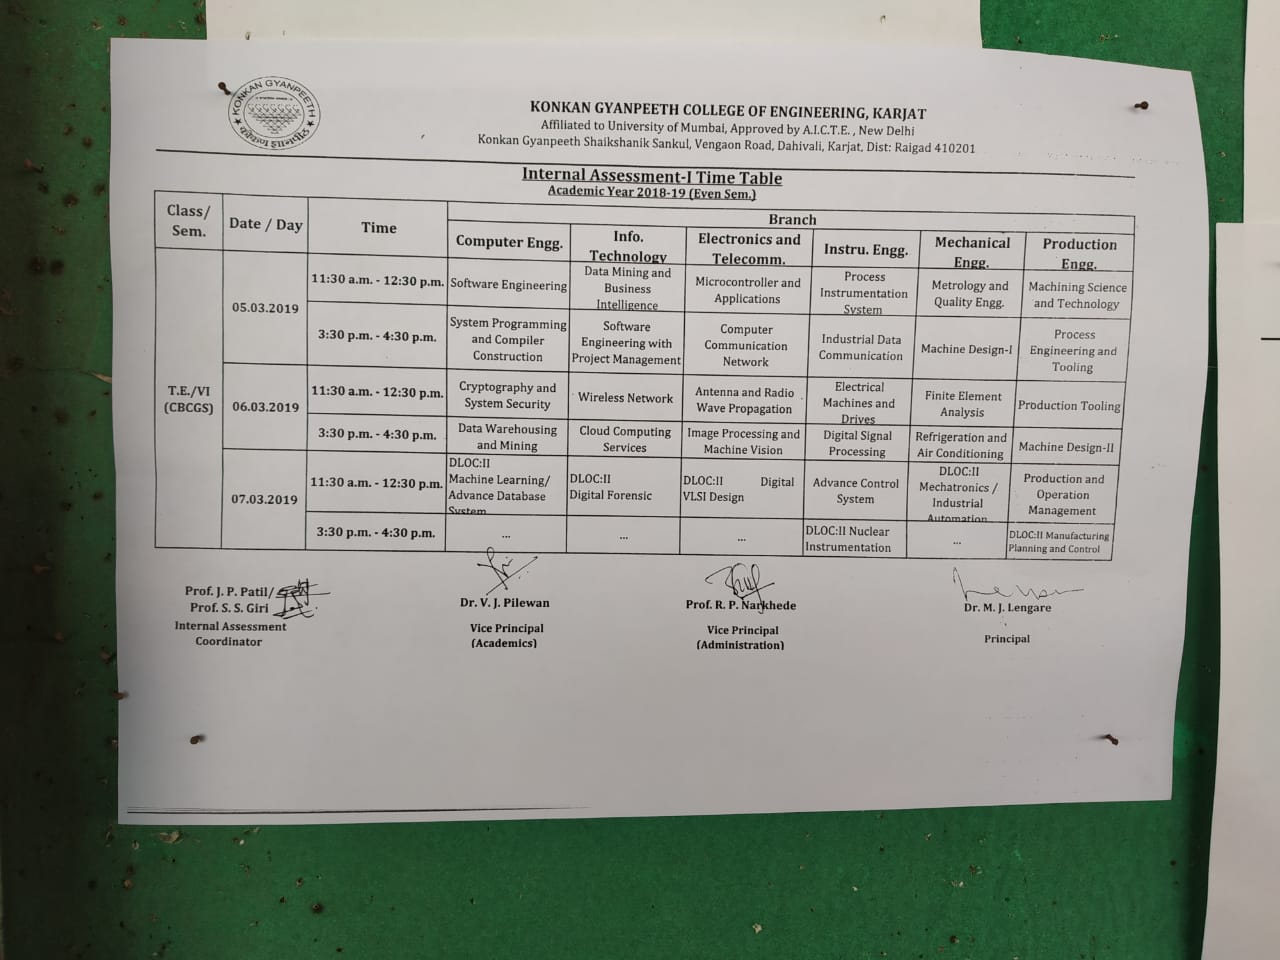 KONKAN GYANPEETH
KONKAN GYANPEETH COLLEGE OF ENGINEERING, KARJAT
Affiliated to University of Mumbai, Approved by A.I.C.T.E. , New Delhi
Konkan Gyanpeeth Shaikshanik Sankul, Vengaon Road, Dahivali, Karjat, Dist: Raigad 410201
Internal Assessment-I Time Table
Academic Year 2018-19 (Even Sem.)
Class/
Sem.
Date / Day
Time
Branch
Computer Engg.
Info.
Technology
Electronics and
Telecomm.
Instru. Engg.
Mechanical
Engg.
Production
Engg.
T.E./VI
(CBCGS)
05.03.2019
11:30 a.m. - 12:30 p.m.
Software Engineering
Data Mining and
Business
Intelligence
Microcontroller and
Applications
Process
Instrumentation
System
Metrology and
Quality Engg.
Machining Science
and Technology
3:30 p.m. - 4:30 p.m.
System Programming
and Compiler
Construction
Software
Engineering with
Project Management
Computer
Communication
Network
Industrial Data
Communication
Machine Design-I
Process
Engineering and
Tooling
06.03.2019
11:30 a.m. - 12:30 p.m.
Cryptography and
System Security
Wireless Network
Antenna and Radio
Wave Propagation
Electrical
Machines and
Drives
Finite Element
Analysis
Production Tooling
3:30 p.m. - 4:30 p.m.
Data Warehousing
and Mining
Cloud Computing
Services
Image Processing and
Machine Vision
Digital Signal
Processing
Refrigeration and
Air Conditioning
Machine Design-II
07.03.2019
11:30 a.m. - 12:30 p.m.
DLOC:II
Machine Learning/
Advance Database
System
DLOC:II
Digital Forensic
DLOC:II Digital
VLSI Design
Advance Control
System
DLOC:II
Mechatronics /
Industrial
Automation
Production and
Operation
Management
3:30 p.m. - 4:30 p.m.
...
...
...
DLOC:II Nuclear
Instrumentation
...
DLOC:II Manufacturing
Planning and Control
Prof. J. P. Patil/
Prof. S. S. Giri
Internal Assessment
Coordinator
Dr. V. J. Pilewan
Vice Principal
(Academics)
Prof. R. P. Narkhede
Vice Principal
(Administration)
Dr. M. J. Lengare
Principal